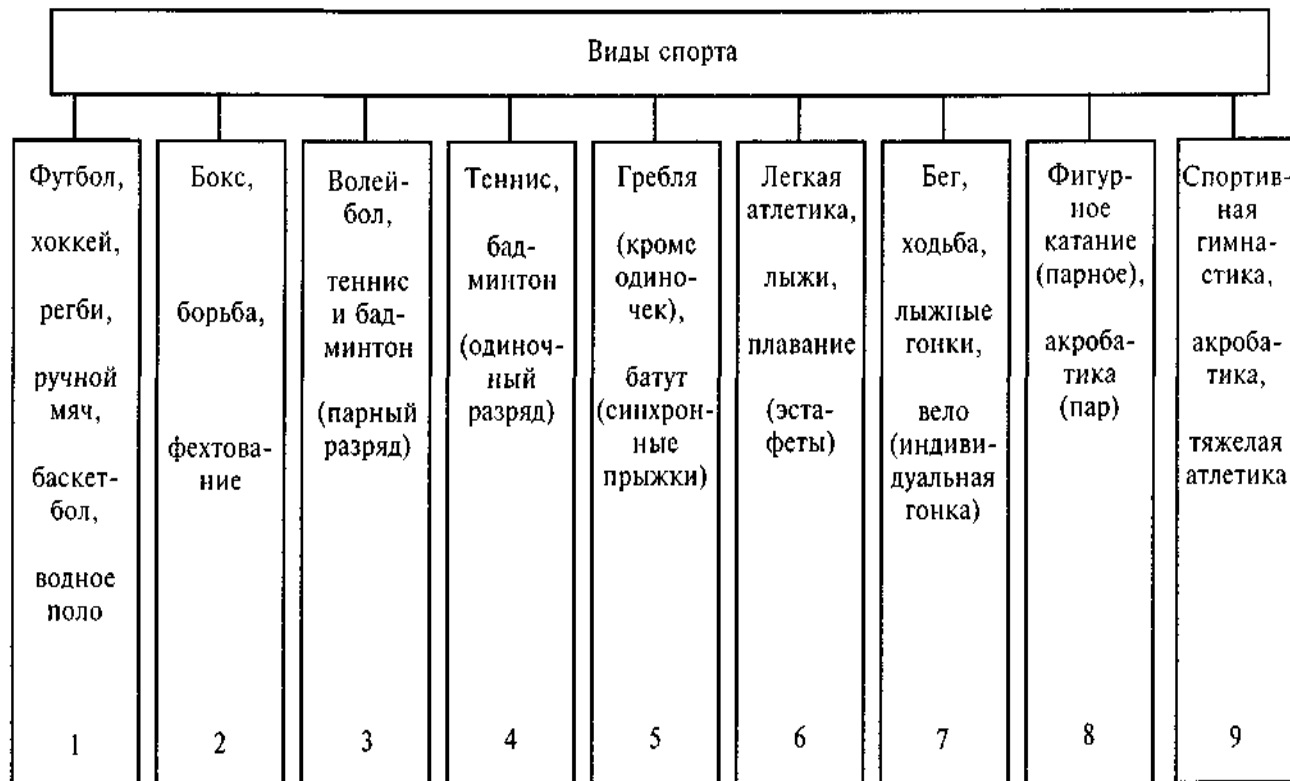 Виды спорта
Футбол,
хоккей,
регби,
ручной
мяч,
баскет-
бол,
водное
поло
1
Бокс,
борьба,
фехтова-
ние
2
Волей-
бол,
теннис
и бад-
минтон
(парный
разряд)
3
Теннис,
бад-
минтон
(одиноч-
ный
разряд)
4
Гребля
(кроме
одино-
чек),
батут
(синхрон-
ные
прыжки)
5
Легкая
атлетика,
лыжи,
плавание
(эста-
феты)
6
Бег,
ходьба,
лыжные
гонки,
вело
(индиви-
дуальная
гонка)
7
Фигур-
ное
катание
(парное),
акроба-
тика
(пар)
8
Спортив-
ная
гимна-
стика,
акроба-
тика,
тяжелая
атлетика
9